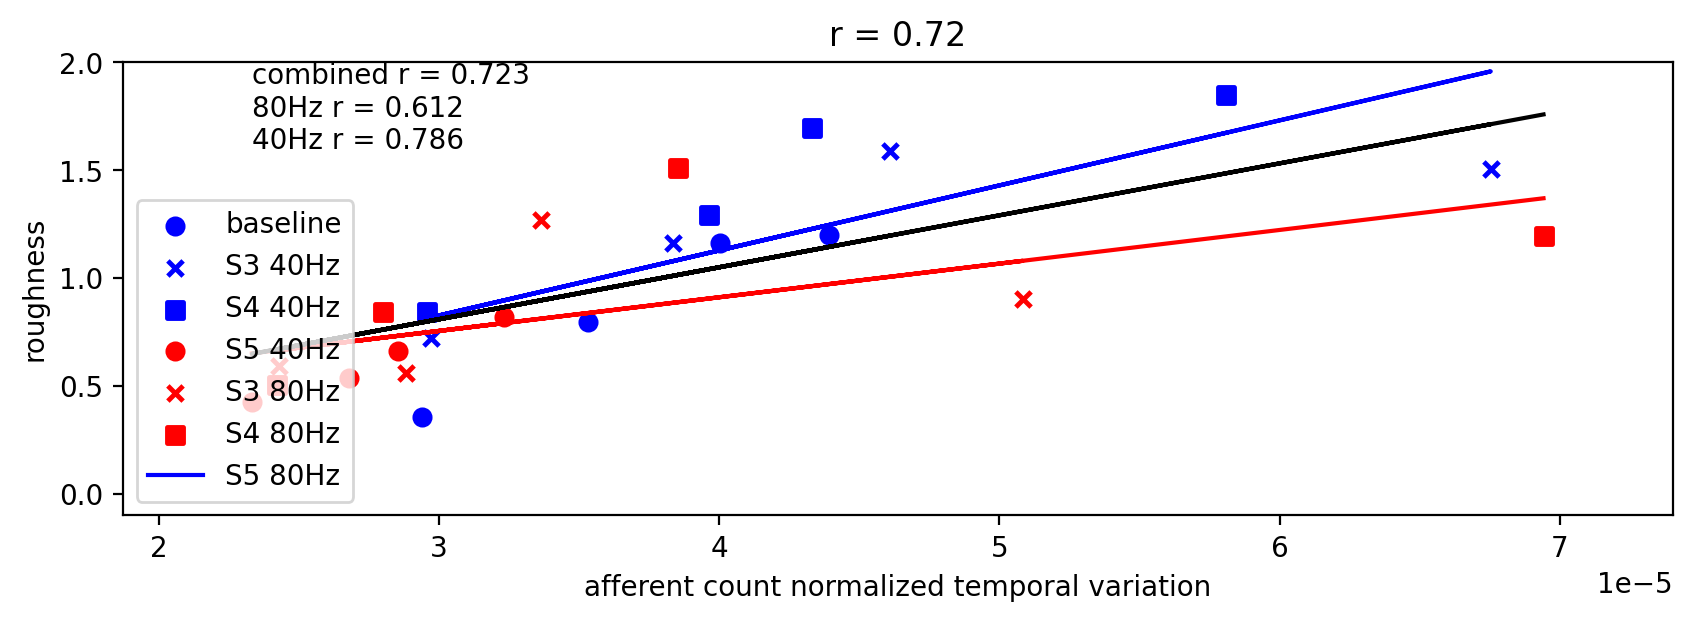 r = 0.72
combined r = 0.723
80Hz r = 0.612
40Hz r = 0.786
roughness
2.0
1.5
1.0
0.5
0.0
baseline
S3 40Hz
S4 40Hz
S5 40Hz
S3 80Hz
S4 80Hz
S5 80Hz
2 3 4 5 6 7
1e−5
afferent count normalized temporal variation